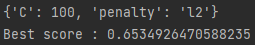 {'C': 100, 'penalty': 'l2'}
Best score : 0.6534926470588235